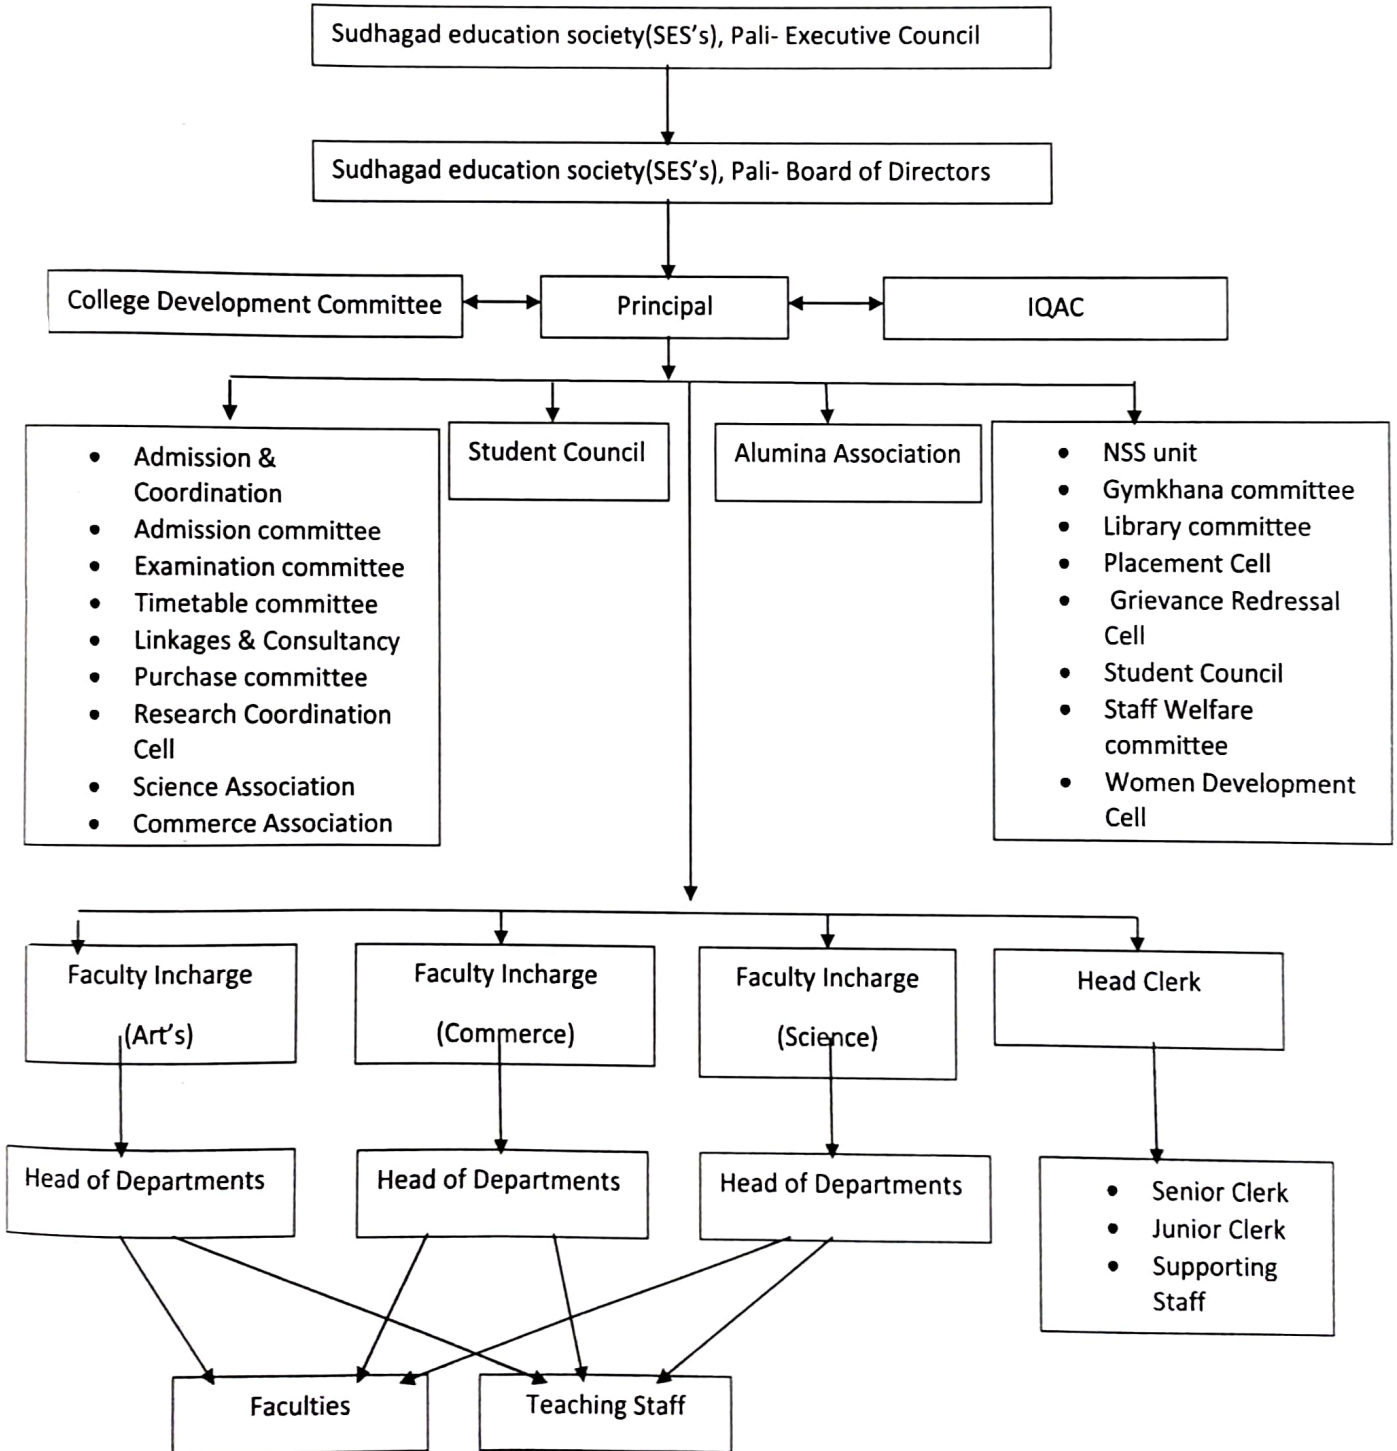 Sudhagad education society(SES's), Pali- Executive Council
Sudhagad education society(SES's), Pali- Board of Directors
College Development Committee
Principal
IQAC
• Admission &
Coordination
• Admission committee
• Examination committee
• Timetable committee
• Linkages & Consultancy
• Purchase committee
• Research Coordination
Cell
• Science Association
• Commerce Association
Student Council
Alumina Association
• NSS unit
• Gymkhana committee
• Library committee
• Placement Cell
• Grievance Redressal
Cell
• Student Council
• Staff Welfare
committee
• Women Development
Cell
Faculty Incharge
(Art's)
Faculty Incharge
(Commerce)
Faculty Incharge
(Science)
Head Clerk
Head of Departments
Head of Departments
Head of Departments
• Senior Clerk
• Junior Clerk
• Supporting
Staff
Faculties
Teaching Staff